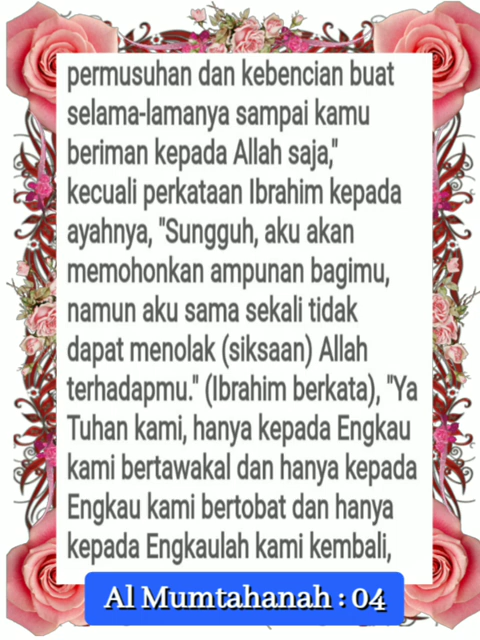 permusuhan dan kebencian buat
selama-lamanya sampai kamu
beriman kepada Allah saja,"
kecuali perkataan Ibrahim kepada
ayahnya, "Sungguh, aku akan
memohonkan ampunan bagimu,
namun aku sama sekali tidak
dapat menolak (siksaan) Allah
terhadapmu." (Ibrahim berkata), "Ya
Tuhan kami, hanya kepada Engkau
kami bertawakal dan hanya kepada
Engkau kami bertobat dan hanya
kepada Engkaulah kami kembali,
Al Mumtahanah : 04